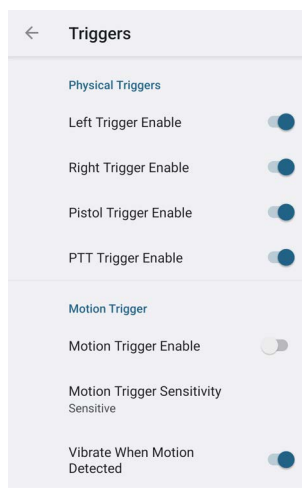 Triggers
Physical Triggers
Left Trigger Enable
Right Trigger Enable
Pistol Trigger Enable
PTT Trigger Enable
Motion Trigger
Motion Trigger Enable
Motion Trigger Sensitivity
Sensitive
Vibrate When Motion
Detected